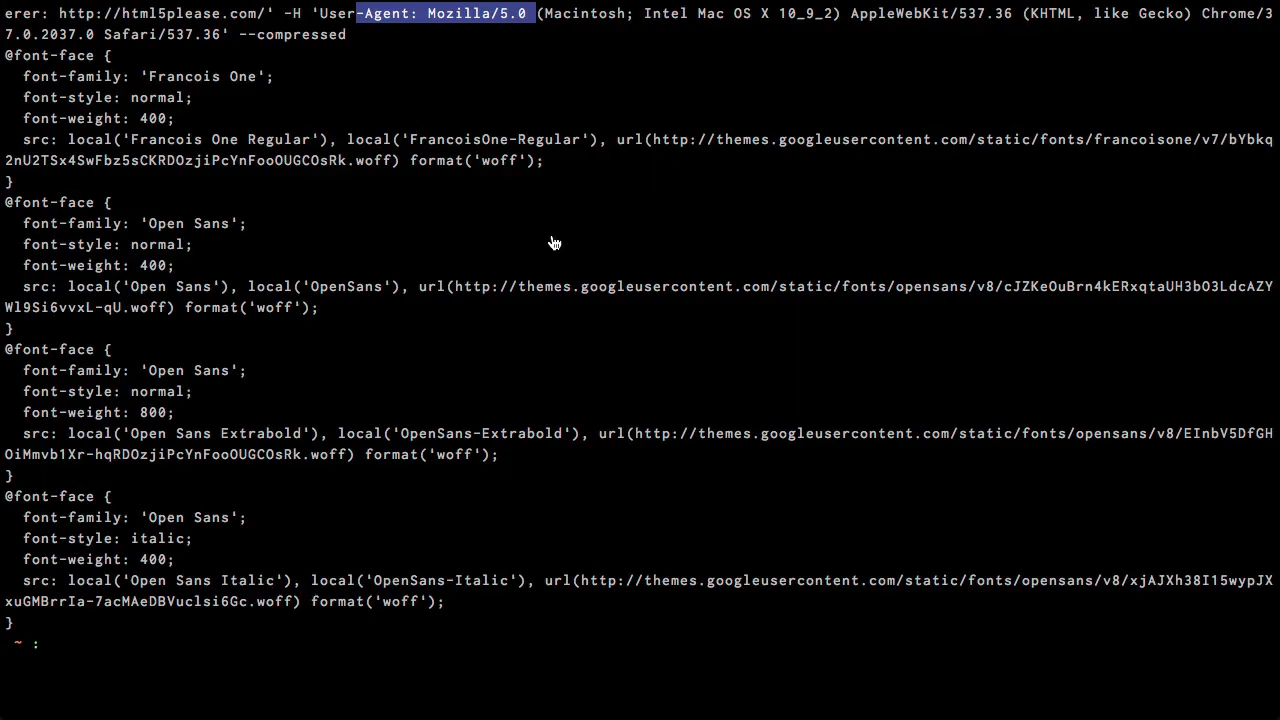 erer: http://html5please.com/' -H 'User-Agent: Mozilla/5.0 (Macintosh; Intel Mac OS X 10_9_2) AppleWebKit/537.36 (KHTML, like Gecko) Chrome/3
7.0.2037.0 Safari/537.36' --compressed
@font-face {
  font-family: 'Francois One';
  font-style: normal;
  font-weight: 400;
  src: local('Francois One Regular'), local('FrancoisOne-Regular'), url(http://themes.googleusercontent.com/static/fonts/francoisone/v7/bYbkq
2nU2TSx4SwFbz5sCKRDOzjiPcYnFooOUGCOsRk.woff) format('woff');
}
@font-face {
  font-family: 'Open Sans';
  font-style: normal;
  font-weight: 400;
  src: local('Open Sans'), local('OpenSans'), url(http://themes.googleusercontent.com/static/fonts/opensans/v8/cJZKeOuBrn4kERxqtaUH3bO3LdcAZY
Wl9Si6vvxL-qU.woff) format('woff');
}
@font-face {
  font-family: 'Open Sans';
  font-style: normal;
  font-weight: 800;
  src: local('Open Sans Extrabold'), local('OpenSans-Extrabold'), url(http://themes.googleusercontent.com/static/fonts/opensans/v8/EInbV5DfGH
OiMmvb1Xr-hqRDOzjiPcYnFooOUGCOsRk.woff) format('woff');
}
@font-face {
  font-family: 'Open Sans';
  font-style: italic;
  font-weight: 400;
  src: local('Open Sans Italic'), local('OpenSans-Italic'), url(http://themes.googleusercontent.com/static/fonts/opensans/v8/xjAJXh38I15wypJX
xuGMBrrIa-7acMAeDBVuclsi6Gc.woff) format('woff');
}
~ :